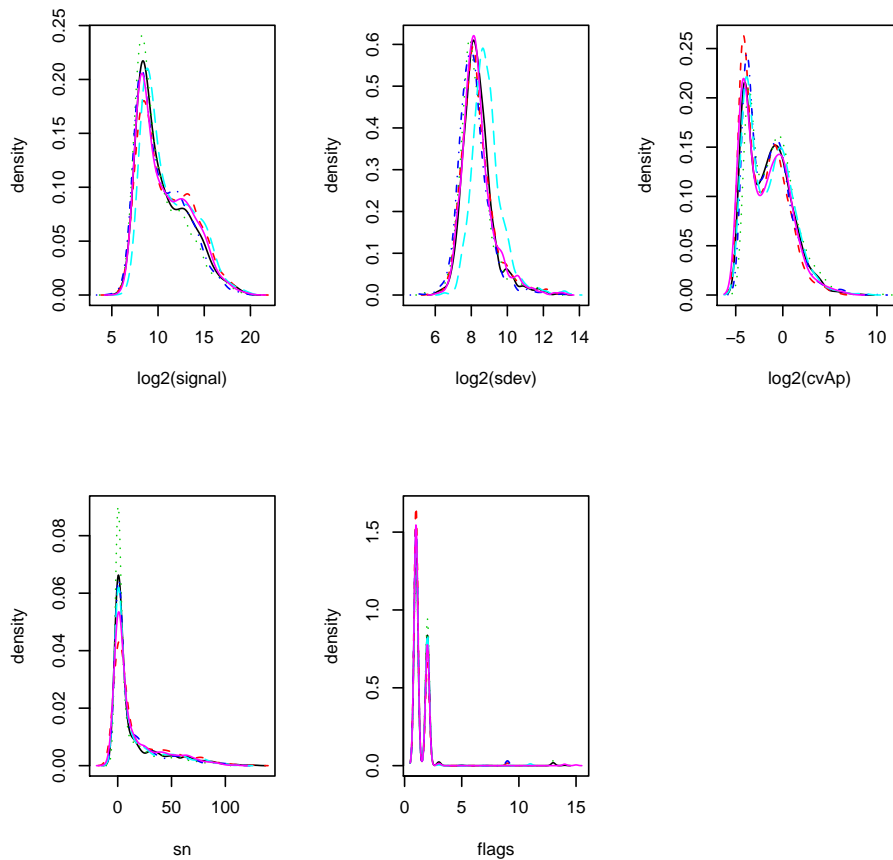 0.00 0.05 0.10 0.15 0.20 0.25
density
5 10 15 20
log2(signal)
0.0 0.1 0.2 0.3 0.4 0.5 0.6
density
6 8 10 12 14
log2(sdev)
0.00 0.05 0.10 0.15 0.20 0.25
density
−5 0 5 10
log2(cvAp)
0.00 0.02 0.04 0.06 0.08
density
0 50 100
sn
0.0 0.5 1.0 1.5
density
0 5 10 15
flags